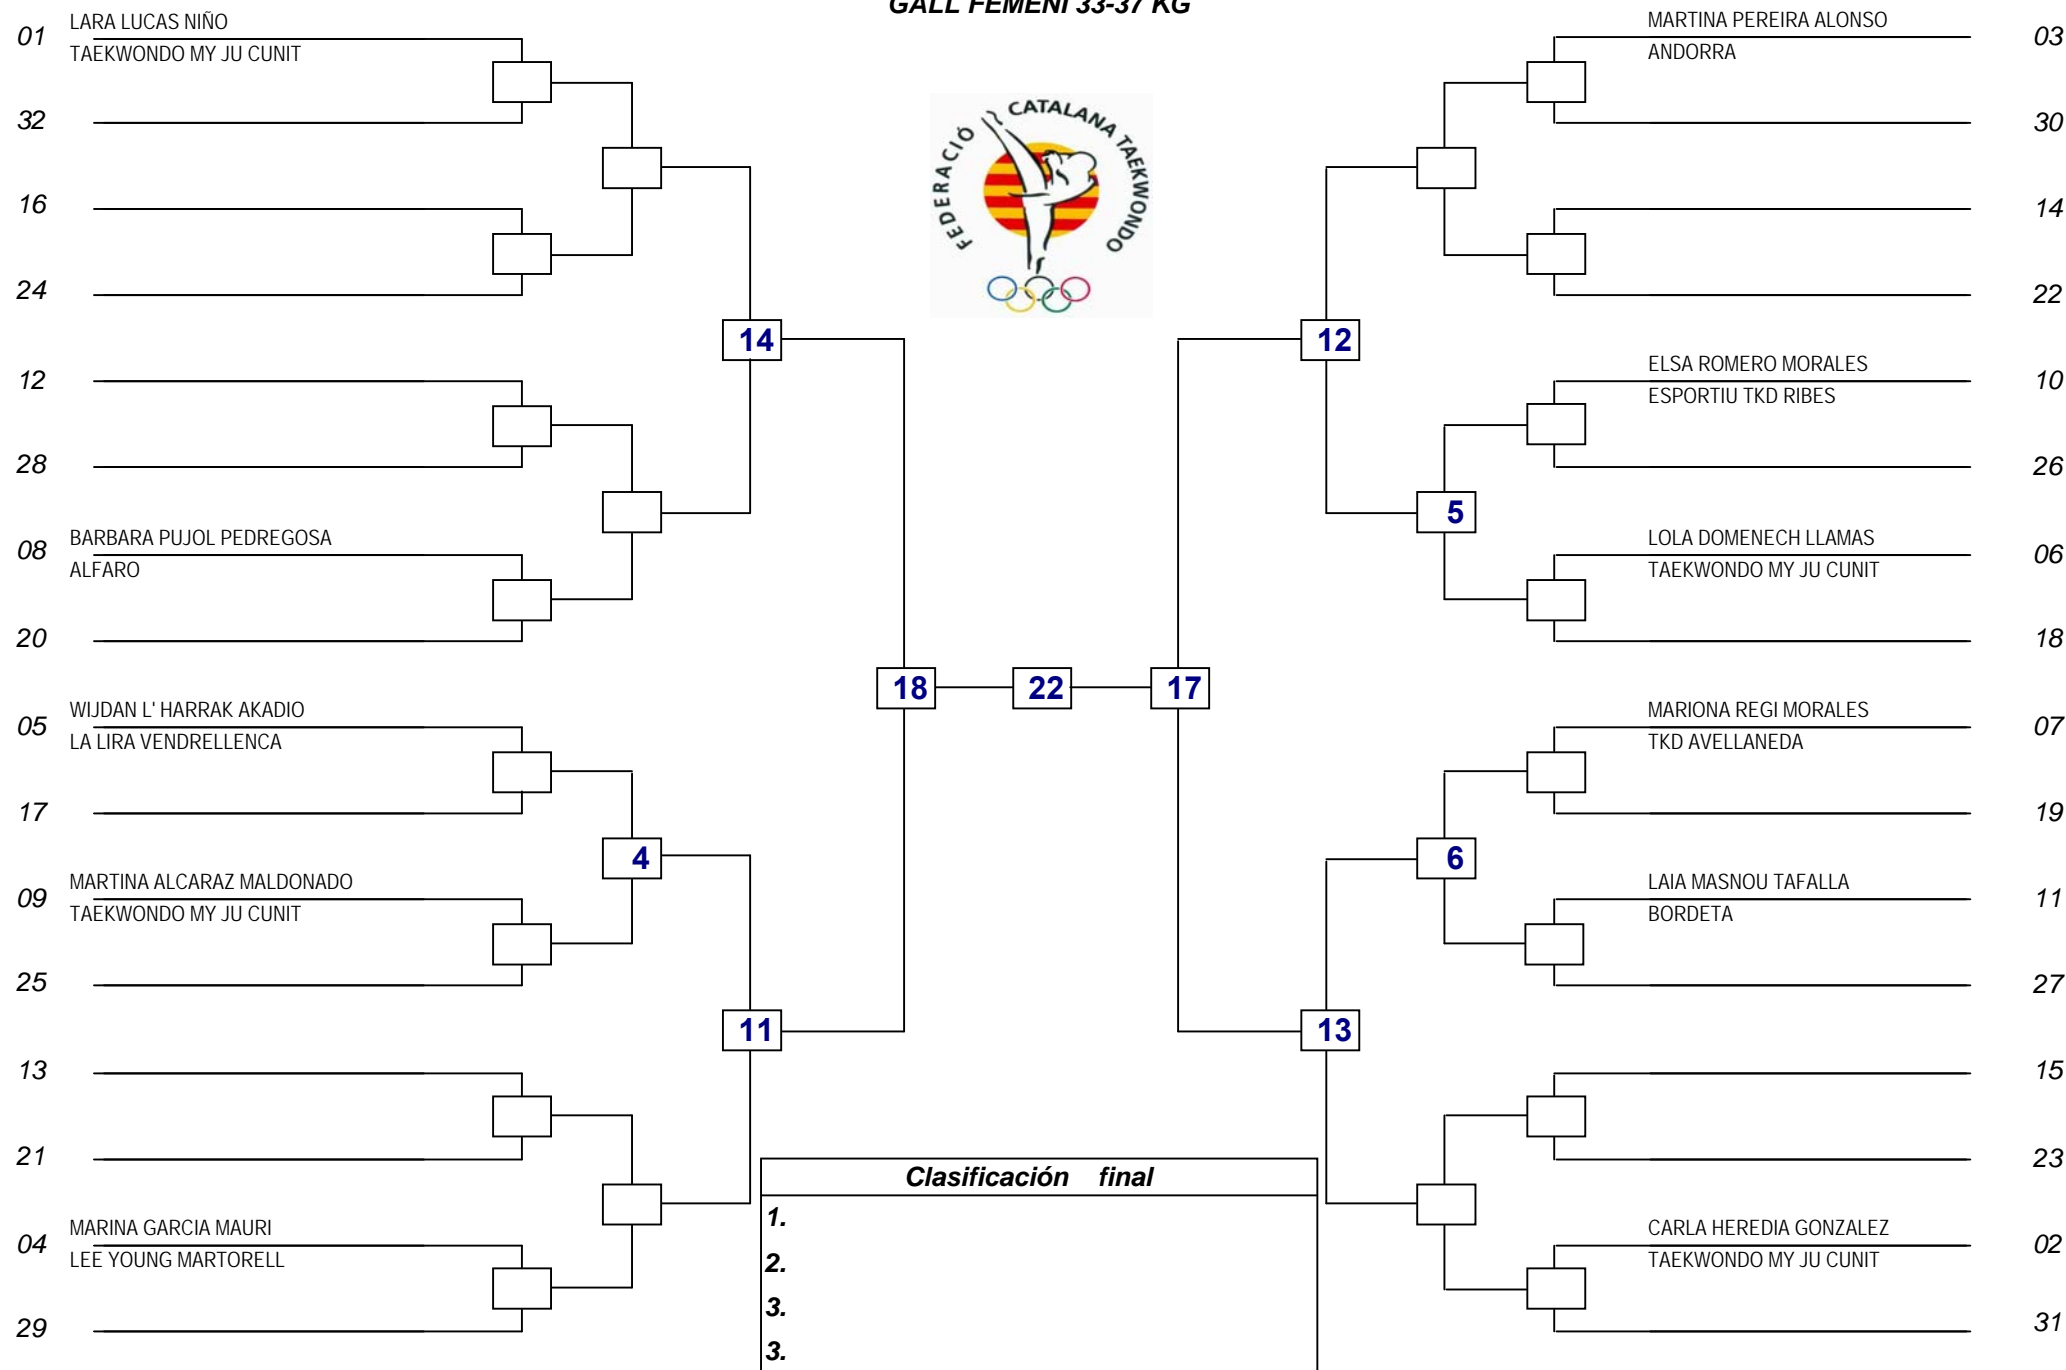 GALL FEMENÍ 33-37 KG
FEDERACIÓ CATALANA TAEKWONDO
01 LARA LUCAS NIÑO
TAEKWONDO MY JU CUNIT
32
16
24
12
28
08 BARBARA PUJOL PEDREGOSA
ALFARO
20
05 WIJDAN L' HARRAK AKADIO
LA LIRA VENDRELLENCA
17
09 MARTINA ALCARAZ MALDONADO
TAEKWONDO MY JU CUNIT
25
13
21
04 MARINA GARCIA MAURI
LEE YOUNG MARTORELL
29
14
4
11
18
22
17
12
5
6
13
MARTINA PEREIRA ALONSO 03
ANDORRA
30
14
22
ELSA ROMERO MORALES 10
ESPORTIU TKD RIBES
26
LOLA DOMENECH LLAMAS 06
TAEKWONDO MY JU CUNIT
18
MARIONA REGI MORALES 07
TKD AVELLANEDA
19
LAIA MASNOU TAFALLA 11
BORDETA
27
15
23
CARLA HEREDIA GONZALEZ 02
TAEKWONDO MY JU CUNIT
31
Clasificación final
1.
2.
3.
3.